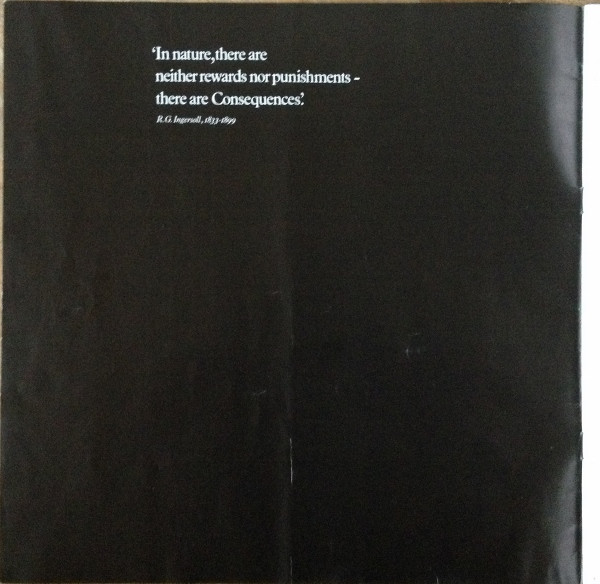 ‘In nature,there are
neither rewards nor punishments –
there are Consequences’.
R.G. Ingersoll, 1833-1899